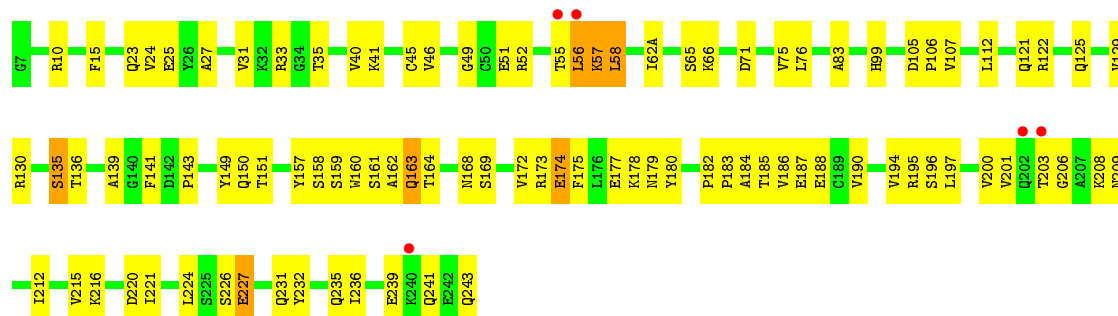 G7 R10 F15 Q23 V24 E25 Y26 A27 V31 K32 R33 G34 T35 V40 K41 C45 V46 G49 C50 E51 R52 T55 L56 K57 L58 I62A S65 K66 D71 V75 L76 A83 H99 D105 P106 V107 L112 Q121 R122 Q125 V129
R130 S135 T136 A139 G140 F141 D142 P143 Y149 Q150 T151 Y157 S158 S159 W160 S161 A162 Q163 T164 N168 S169 V172 R173 E174 F175 L176 E177 K178 N179 Y180 P182 P183 A184 T185 V186 E187 E188 C189 V190 V194 R195 S196 L197 V200 V201 Q202 T203 G206 A207 K208 N209
I212 V215 K216 D220 I221 L224 S225 S226 E227 Q231 Y232 Q235 I236 E239 K240 Q241 E242 Q243